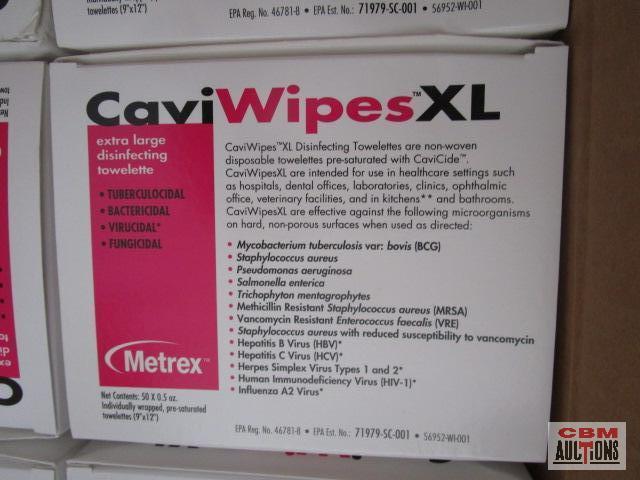 towelettes (9"x12")
EPA Reg. No. 46781-8 • EPA Est. No.: 71979-SC-001 • 56952-WI-001
CaviWipes™XL
extra large
disinfecting
towelette
• TUBERCULOCIDAL
• BACTERICIDAL
• VIRUCIDAL*
• FUNGICIDAL
CaviWipes™XL Disinfecting Towelettes are non-woven
disposable towelettes pre-saturated with CaviCide™.
CaviWipesXL are intended for use in healthcare settings such
as hospitals, dental offices, laboratories, clinics, ophthalmic
office, veterinary facilities, and in kitchens** and bathrooms.
CaviWipesXL are effective against the following microorganisms
on hard, non-porous surfaces when used as directed:
• Mycobacterium tuberculosis var: bovis (BCG)
• Staphylococcus aureus
• Pseudomonas aeruginosa
• Salmonella enterica
• Trichophyton mentagrophytes
• Methicillin Resistant Staphylococcus aureus (MRSA)
• Vancomycin Resistant Enterococcus faecalis (VRE)
• Staphylococcus aureus with reduced susceptibility to vancomycin
• Hepatitis B Virus (HBV)*
• Hepatitis C Virus (HCV)*
• Herpes Simplex Virus Types 1 and 2*
• Human Immunodeficiency Virus (HIV-1)*
• Influenza A2 Virus*
Metrex™
Net Contents: 50 X 0.5 oz.
Individually wrapped, pre-saturated
towelettes (9"x12")
EPA Reg. No. 46781-8 • EPA Est. No.: 71979-SC-001 • 56952-WI-001
CBM
AUCTIONS